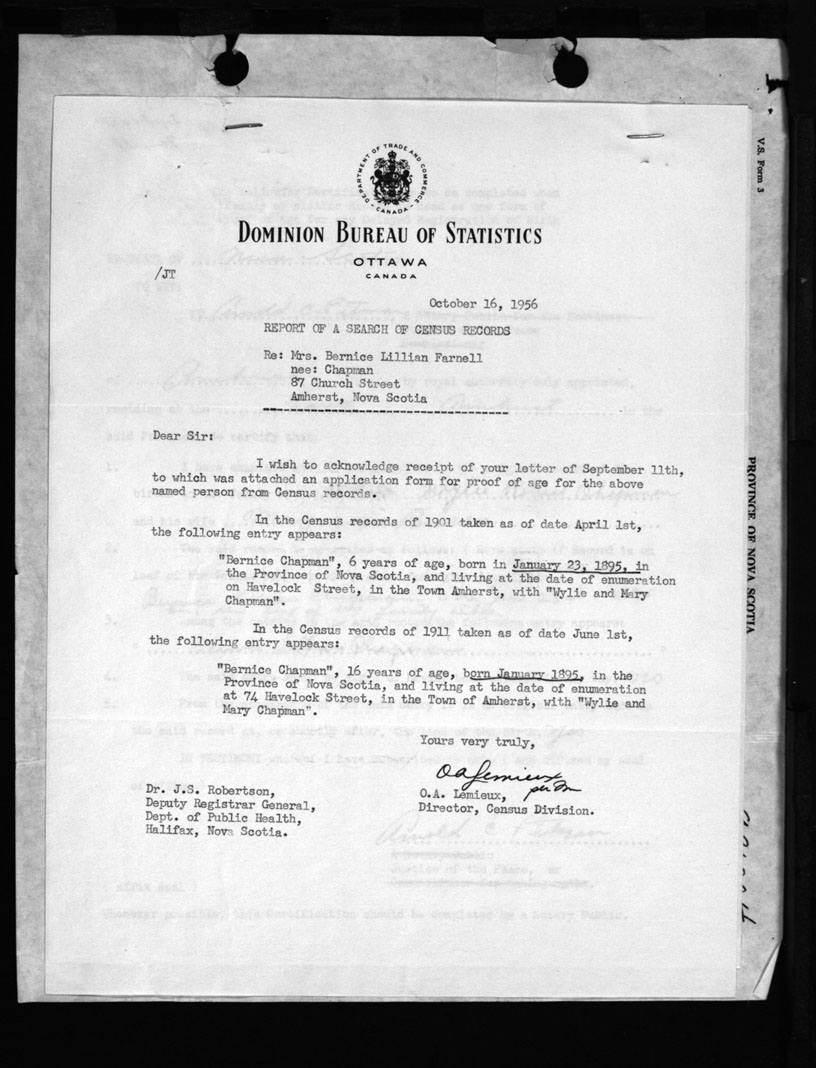 DEPARTMENT OF TRADE AND COMMERCE
- CANADA -
DOMINION BUREAU OF STATISTICS
OTTAWA
CANADA
/JT
October 16, 1956
REPORT OF A SEARCH OF CENSUS RECORDS
Re: Mrs. Bernice Lillian Farnell
nee: Chapman
87 Church Street
Amherst, Nova Scotia
Dear Sir:
I wish to acknowledge receipt of your letter of September 11th,
to which was attached an application form for proof of age for the above
named person from Census records.
In the Census records of 1901 taken as of date April 1st,
the following entry appears:
"Bernice Chapman", 6 years of age, born in January 23, 1895, in
the Province of Nova Scotia, and living at the date of enumeration
on Havelock Street, in the Town Amherst, with "Wylie and Mary
Chapman".
In the Census records of 1911 taken as of date June 1st,
the following entry appears:
"Bernice Chapman", 16 years of age, born January 1895, in the
Province of Nova Scotia, and living at the date of enumeration
at 74 Havelock Street, in the Town of Amherst, with "Wylie and
Mary Chapman".
Yours very truly,
OA Lemieux
O.A. Lemieux,
Director, Census Division.
Dr. J.S. Robertson,
Deputy Registrar General,
Dept. of Public Health,
Halifax, Nova Scotia.
V.S. Form 3
PROVINCE OF NOVA SCOTIA